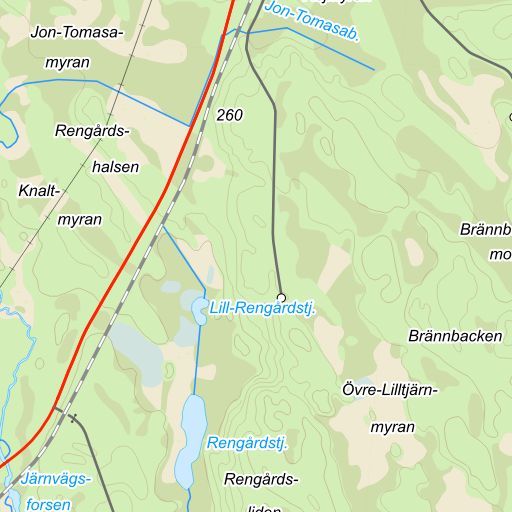 Jon-Tomasab.
Jon-Tomasa-
myran
260
Rengårds-
halsen
Knalt-
myran
Brännb
mo
Lill-Rengårdstj.
Brännbacken
Övre-Lilltjärn-
myran
Rengårdstj.
Järnvägs-
forsen
Rengårds-
liden